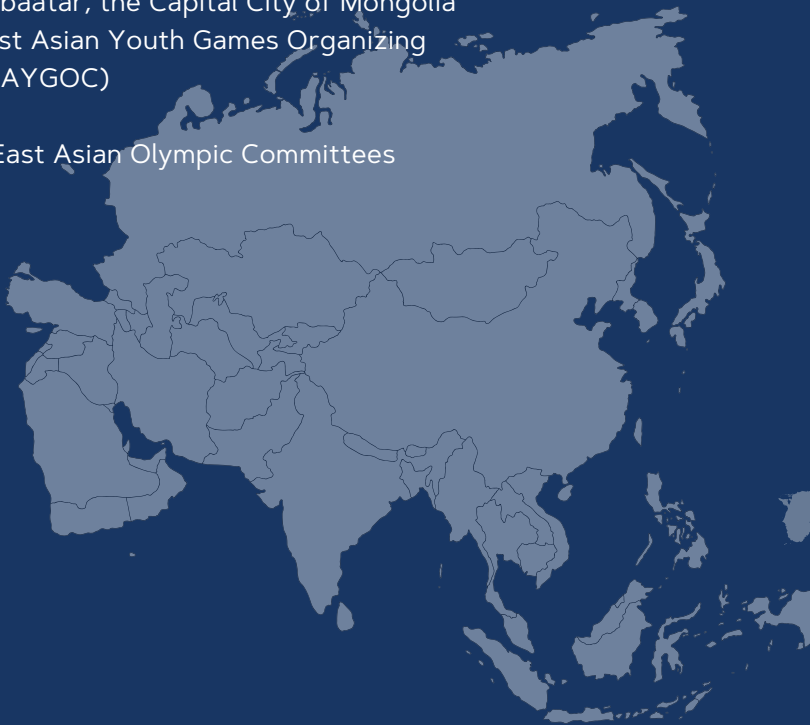 baatar, the Capital City of Mongolia
st Asian Youth Games Organizing
AYGOC)
East Asian Olympic Committees